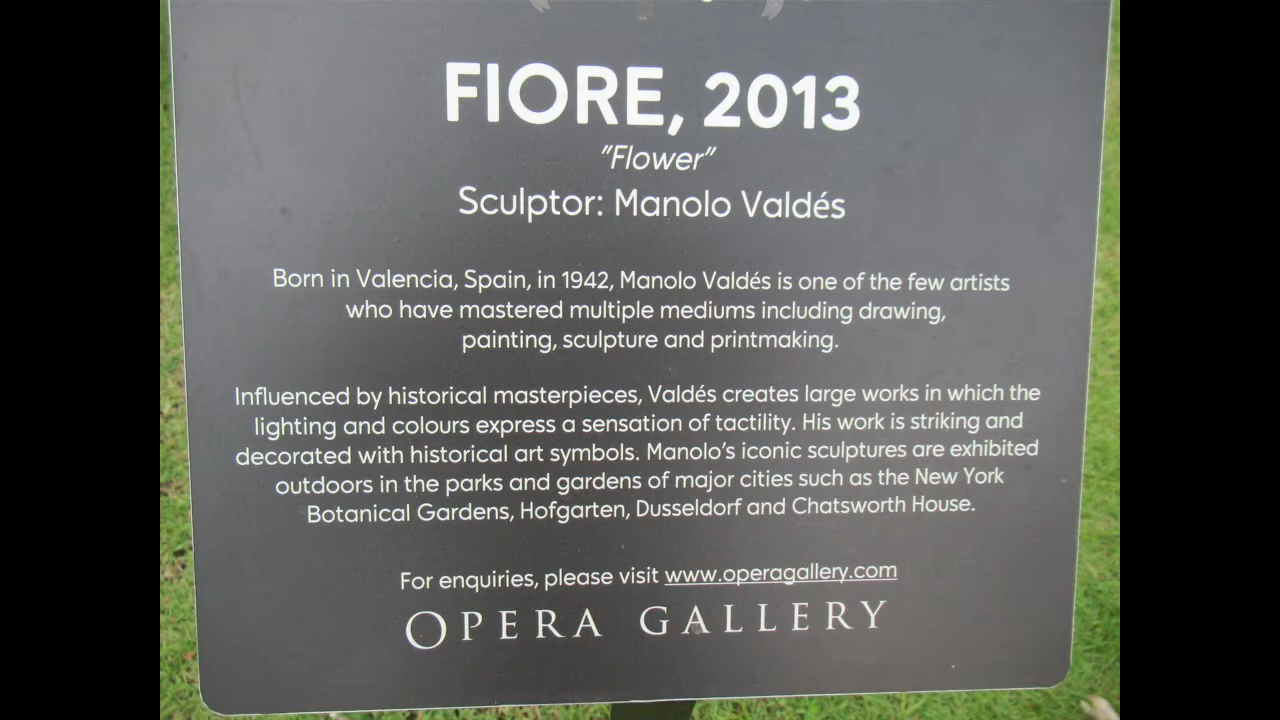 FIORE, 2013
"Flower"
Sculptor: Manolo Valdés
Born in Valencia, Spain, in 1942, Manolo Valdés is one of the few artists
who have mastered multiple mediums including drawing,
painting, sculpture and printmaking.
Influenced by historical masterpieces, Valdés creates large works in which the
lighting and colours express a sensation of tactility. His work is striking and
decorated with historical art symbols. Manolo's iconic sculptures are exhibited
outdoors in the parks and gardens of major cities such as the New York
Botanical Gardens, Hofgarten, Dusseldorf and Chatsworth House.
For enquiries, please visit www.operagallery.com
OPERA GALLERY